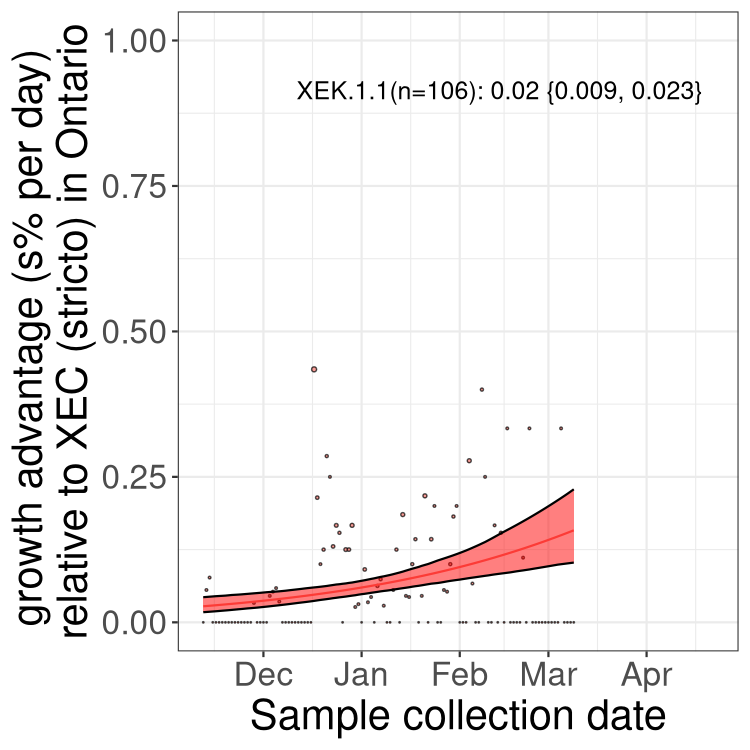 growth advantage (s% per day)
relative to XEC (stricto) in Ontario
1.00
0.75
0.50
0.25
0.00
XEK.1.1(n=106): 0.02 {0.009, 0.023}
Dec Jan Feb Mar Apr
Sample collection date